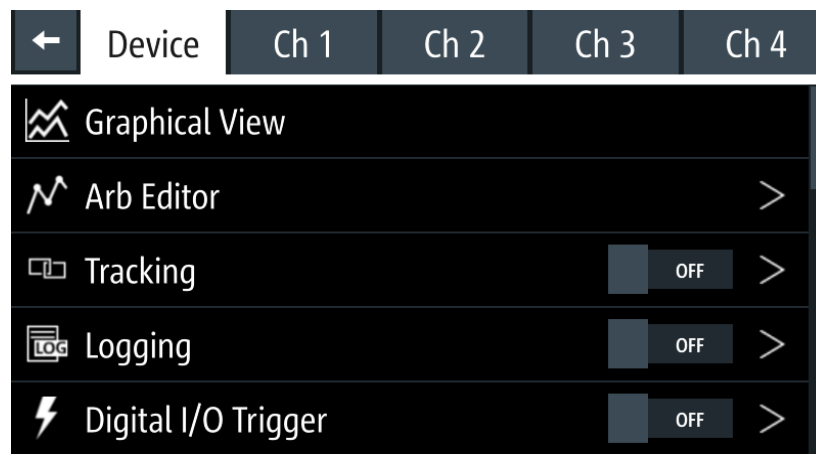 Device Ch 1 Ch 2 Ch 3 Ch 4
Graphical View
Arb Editor
Tracking OFF
LOG Logging OFF
Digital I/O Trigger OFF